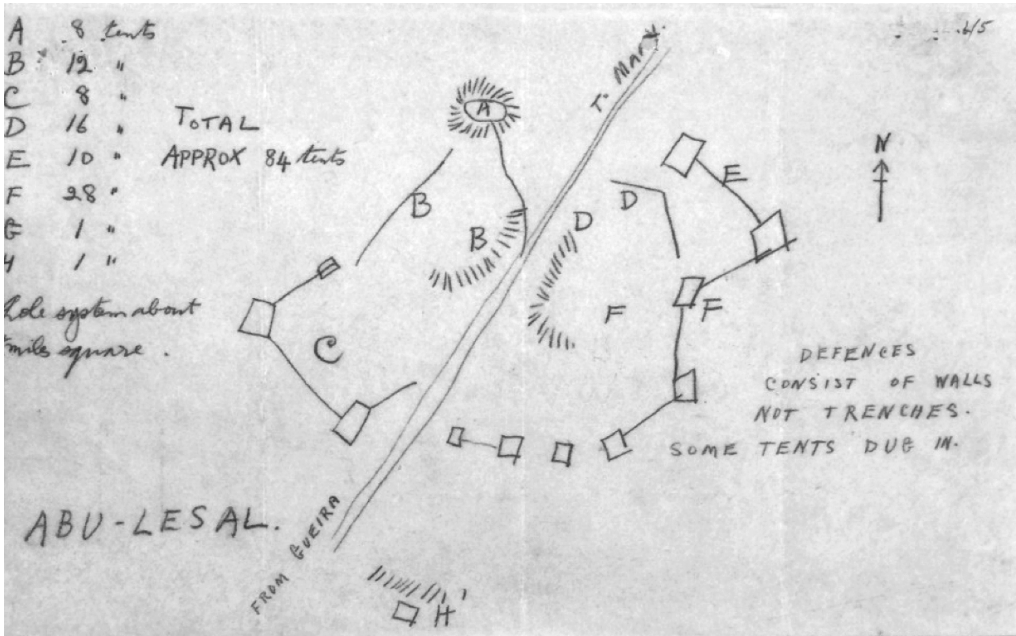 A 8 tents
B 12 "
C 8 "
D 16 "
E 10 "
F 28 "
G 1 "
H 1 "
TOTAL
APPROX 84 tents
system about
miles square.
A
TO
B
B
C
D
D
E
F
F
N
DEFENCES
CONSIST OF WALLS
NOT TRENCHES.
SOME TENTS DUG IN.
ABU-LESAL.
FROM GUEIRA
H